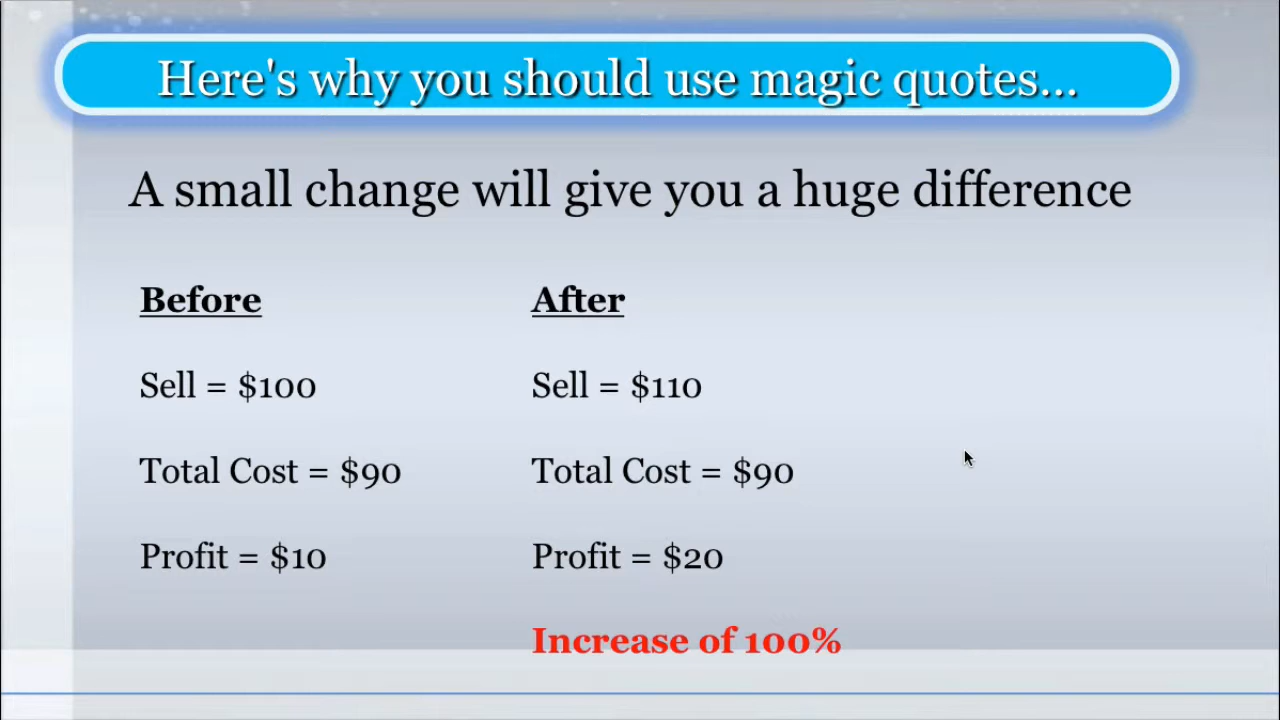 Here's why you should use magic quotes...
A small change will give you a huge difference
Before
After
Sell = $100
Sell = $110
Total Cost = $90
Total Cost = $90
Profit = $10
Profit = $20
Increase of 100%